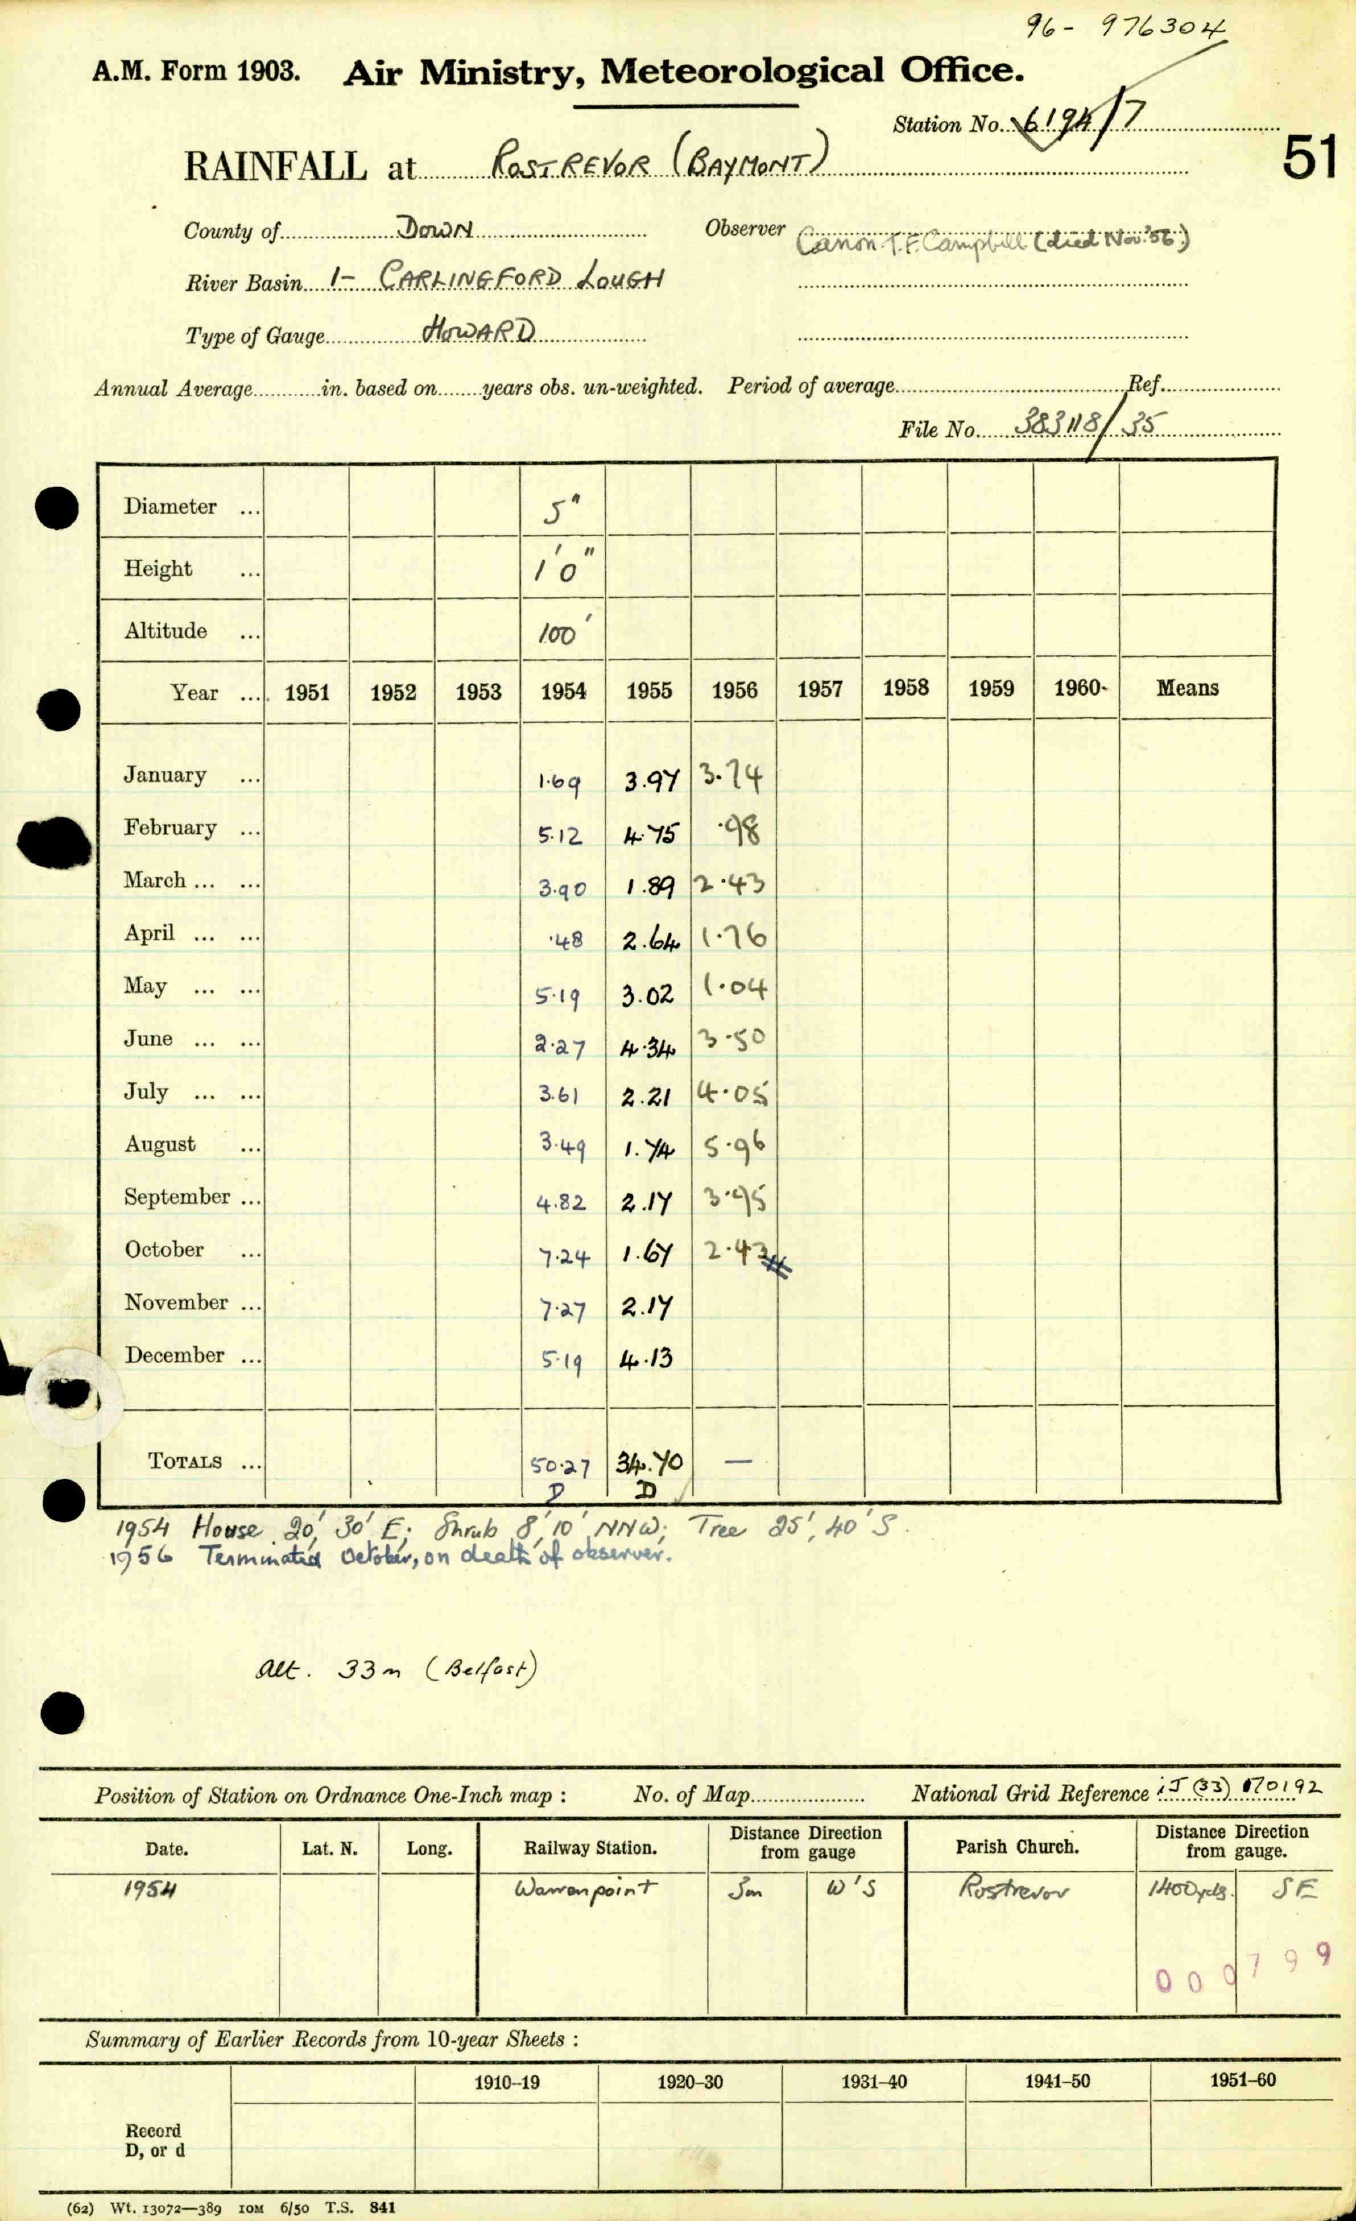 96 - 976304
A.M. Form 1903. Air Ministry, Meteorological Office.
Station No. 6194/7
51
RAINFALL at ROSTREVOR (BAYMONT)
County of DOWN Observer Canon T.F. Campbell (died Nov. '56)
River Basin 1- CARLINGFORD LOUGH
Type of Gauge HOWARD
Annual Average in. based on years obs. un-weighted. Period of average Ref.
File No. 383118/35
Diameter ... 5"
Height ... 1'0"
Altitude ... 100'
Year ... 1951 1952 1953 1954 1955 1956 1957 1958 1959 1960 Means
January ... 1.69 3.97 3.74
February ... 5.12 4.75 .98
March ... ... 3.90 1.89 2.43
April ... ... .48 2.64 1.76
May ... ... 5.19 3.02 1.04
June ... ... 2.27 4.34 3.50
July ... ... 3.61 2.21 4.05
August ... 3.49 1.74 5.96
September ... 4.82 2.17 3.95
October ... 7.24 1.67 2.43
November ... 7.27 2.17
December ... 5.19 4.13
TOTALS ... 50.27 34.70 —
D D
1954 House 20', 30' E; Shrub 8', 10' NNW; Tree 25', 40' S.
1956 Terminated October, on death of observer.
Alt. 33m (Belfast)
Position of Station on Ordnance One-Inch map : No. of Map National Grid Reference iJ (33) 170192
Date. Lat. N. Long. Railway Station. Distance Direction from gauge Parish Church. Distance Direction from gauge.
1954 Warrenpoint 3m W'S Rostrevor 1400yds. SE
000799
Summary of Earlier Records from 10-year Sheets :
1910-19 1920-30 1931-40 1941-50 1951-60
Record
D, or d
(62) Wt. 13072—389 10M 6/50 T.S. 841